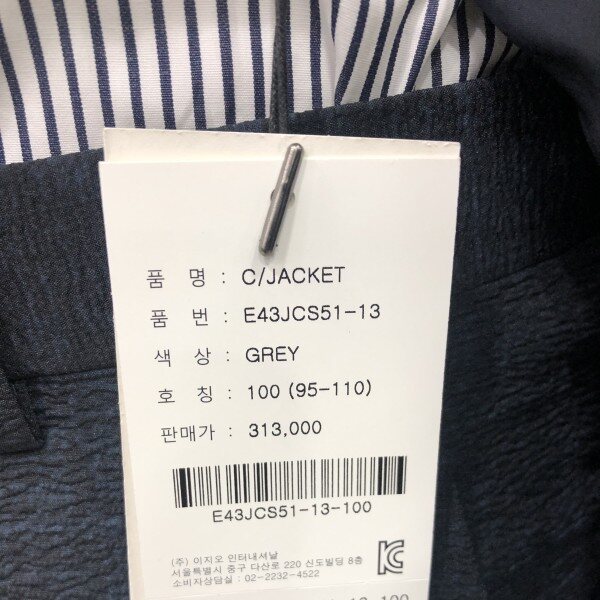 품 명 : C/JACKET
품 번 : E43JCS51-13
색 상 : GREY
호 칭 : 100 (95-110)
판매가 : 313,000
E43JCS51-13-100
(주) 이지오 인터내셔날
서울특별시 중구 다산로 220 신도빌딩 8층
소비자상담실 : 02-2232-4522